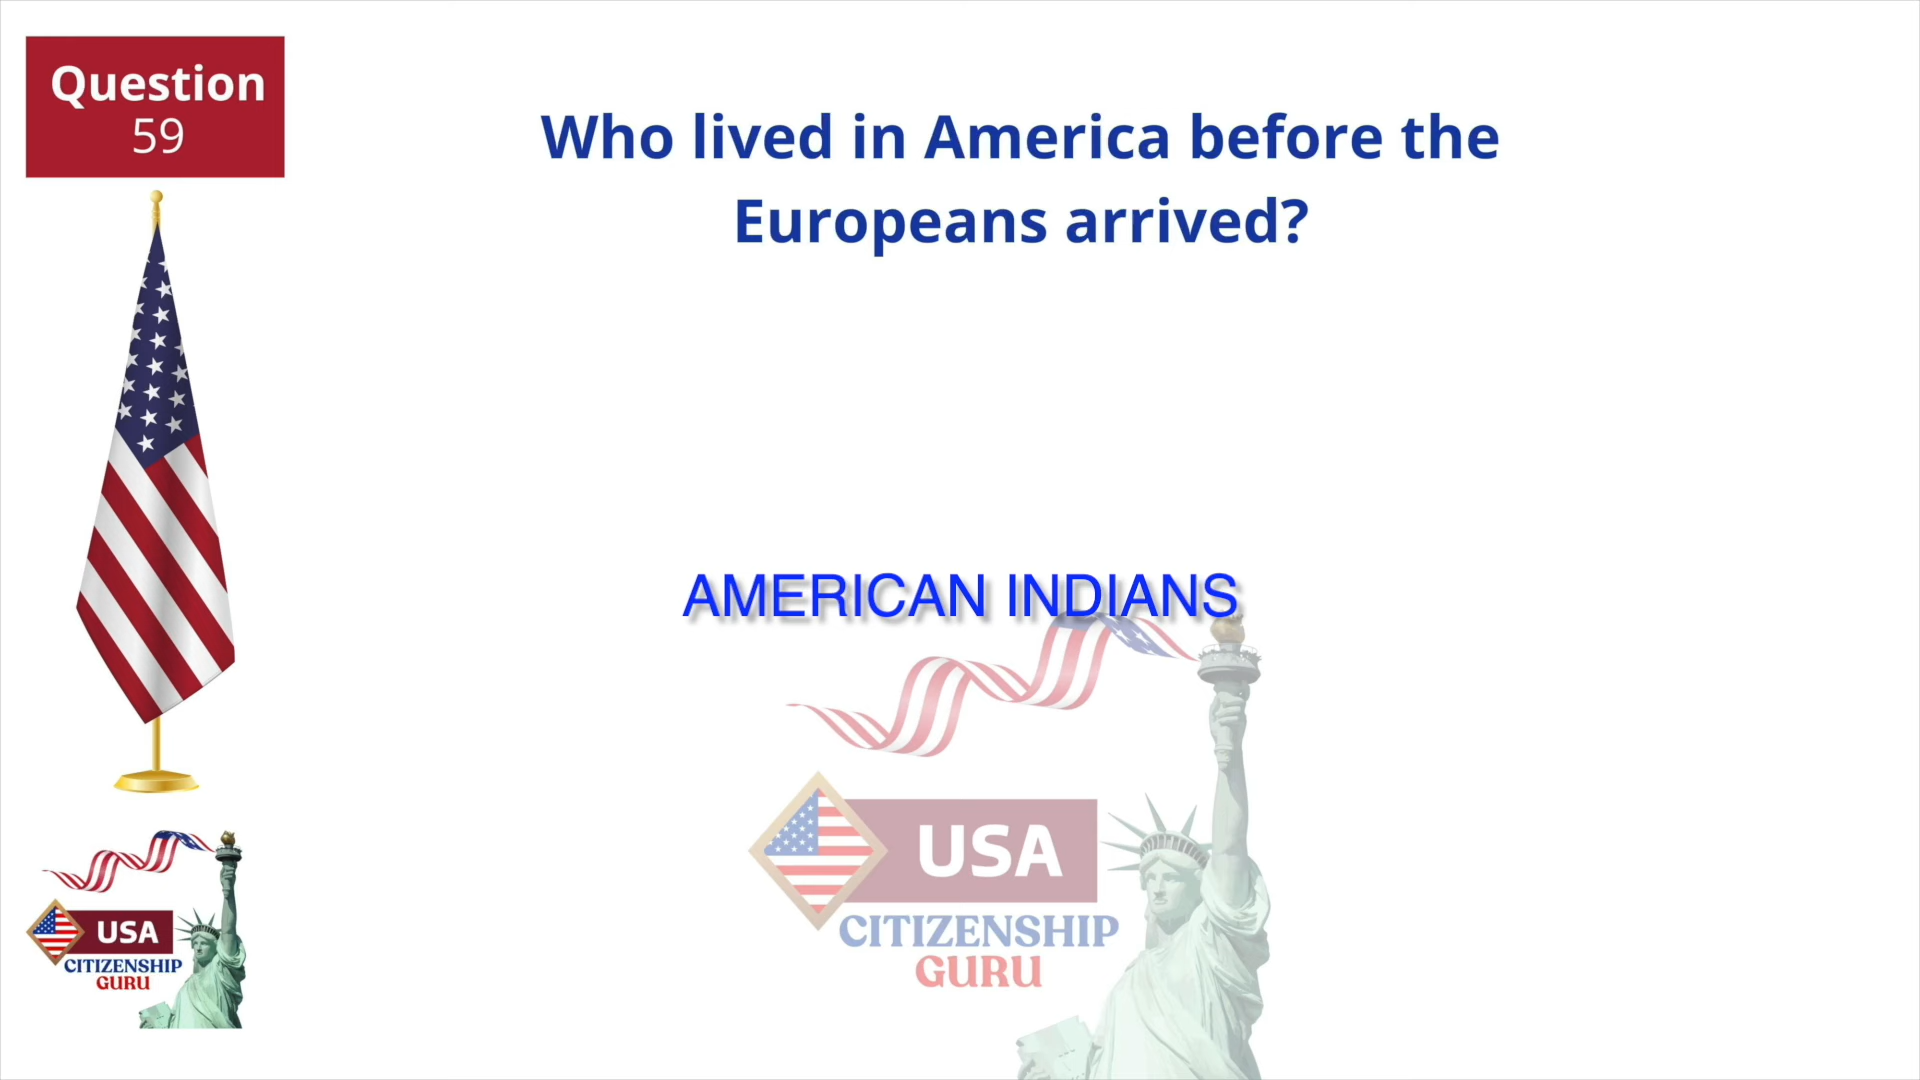 Question
59
Who lived in America before the
Europeans arrived?
AMERICAN INDIANS
USA
CITIZENSHIP
GURU
USA
CITIZENSHIP
GURU